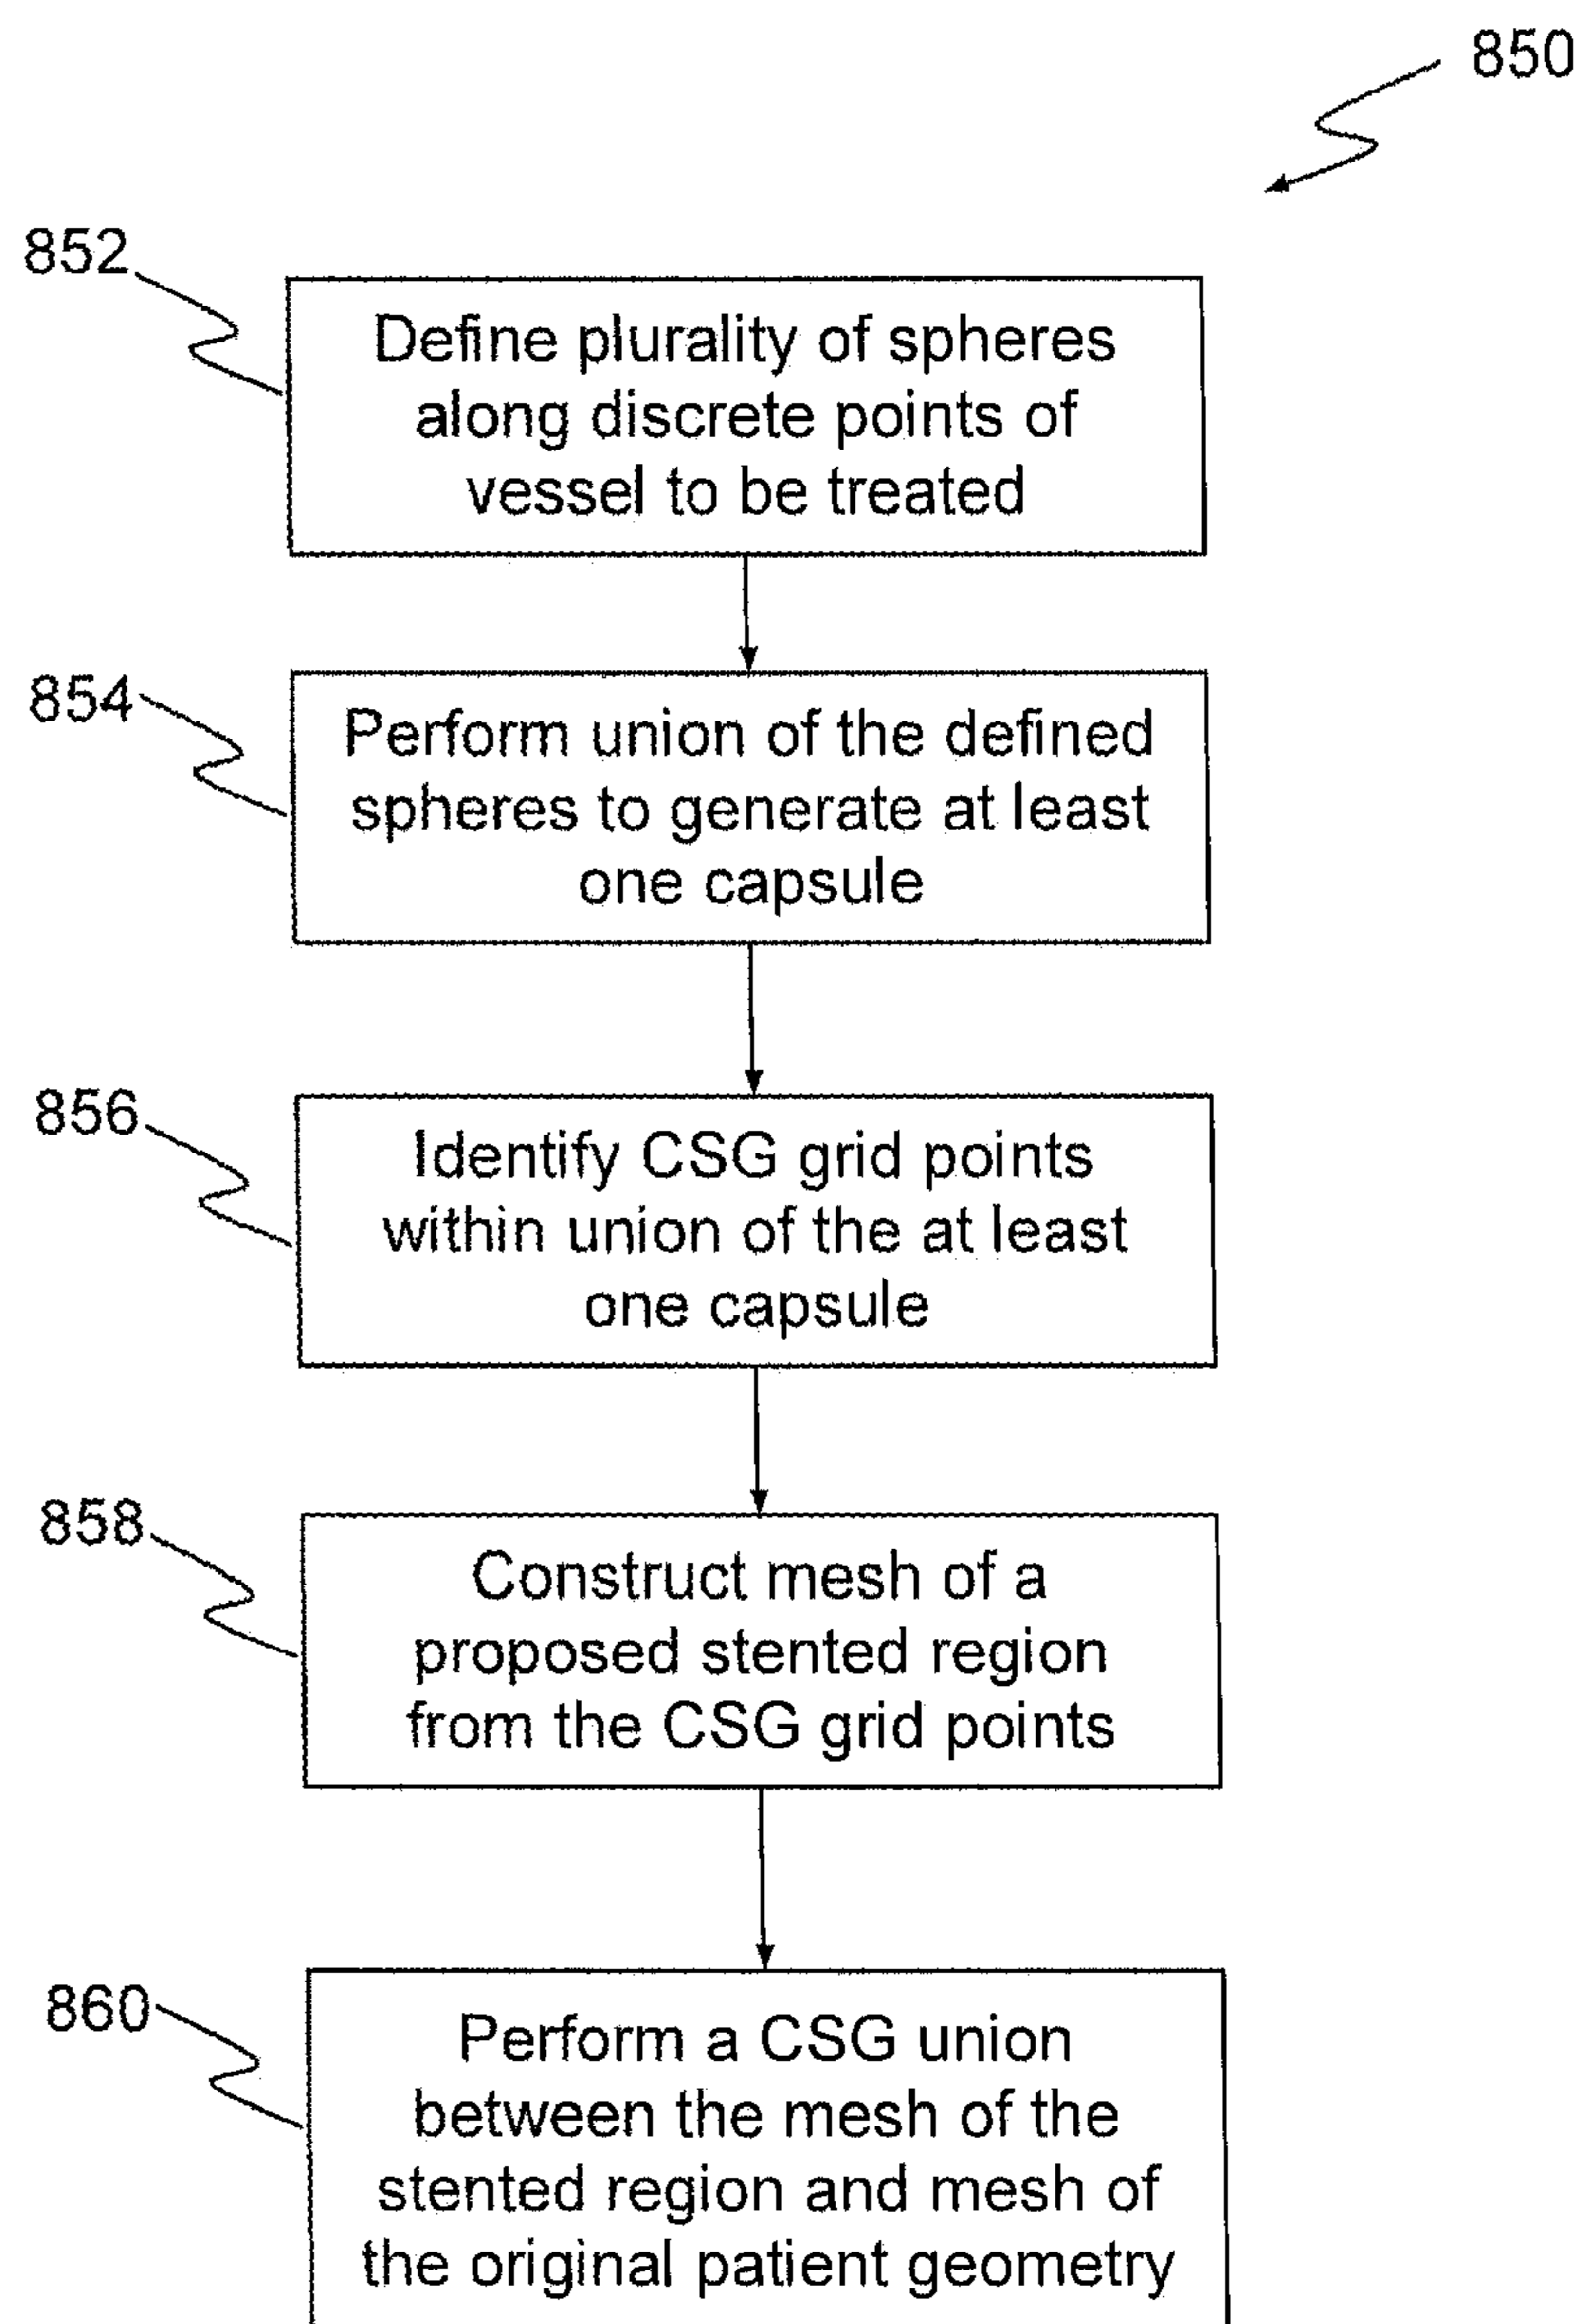 850
852
Define plurality of spheres
along discrete points of
vessel to be treated
854
Perform union of the defined
spheres to generate at least
one capsule
856
Identify CSG grid points
within union of the at least
one capsule
858
Construct mesh of a
proposed stented region
from the CSG grid points
860
Perform a CSG union
between the mesh of the
stented region and mesh of
the original patient geometry